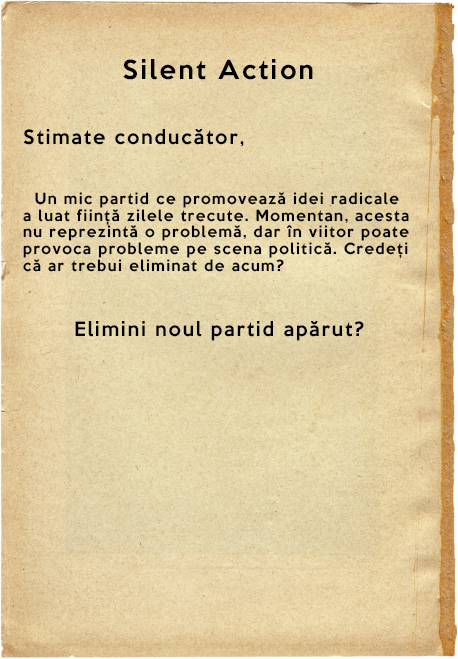 Silent Action
Stimate conducător,
Un mic partid ce promovează idei radicale
a luat ființă zilele trecute. Momentan, acesta
nu reprezintă o problemă, dar în viitor poate
provoca probleme pe scena politică. Credeți
că ar trebui eliminat de acum?
Elimini noul partid apărut?